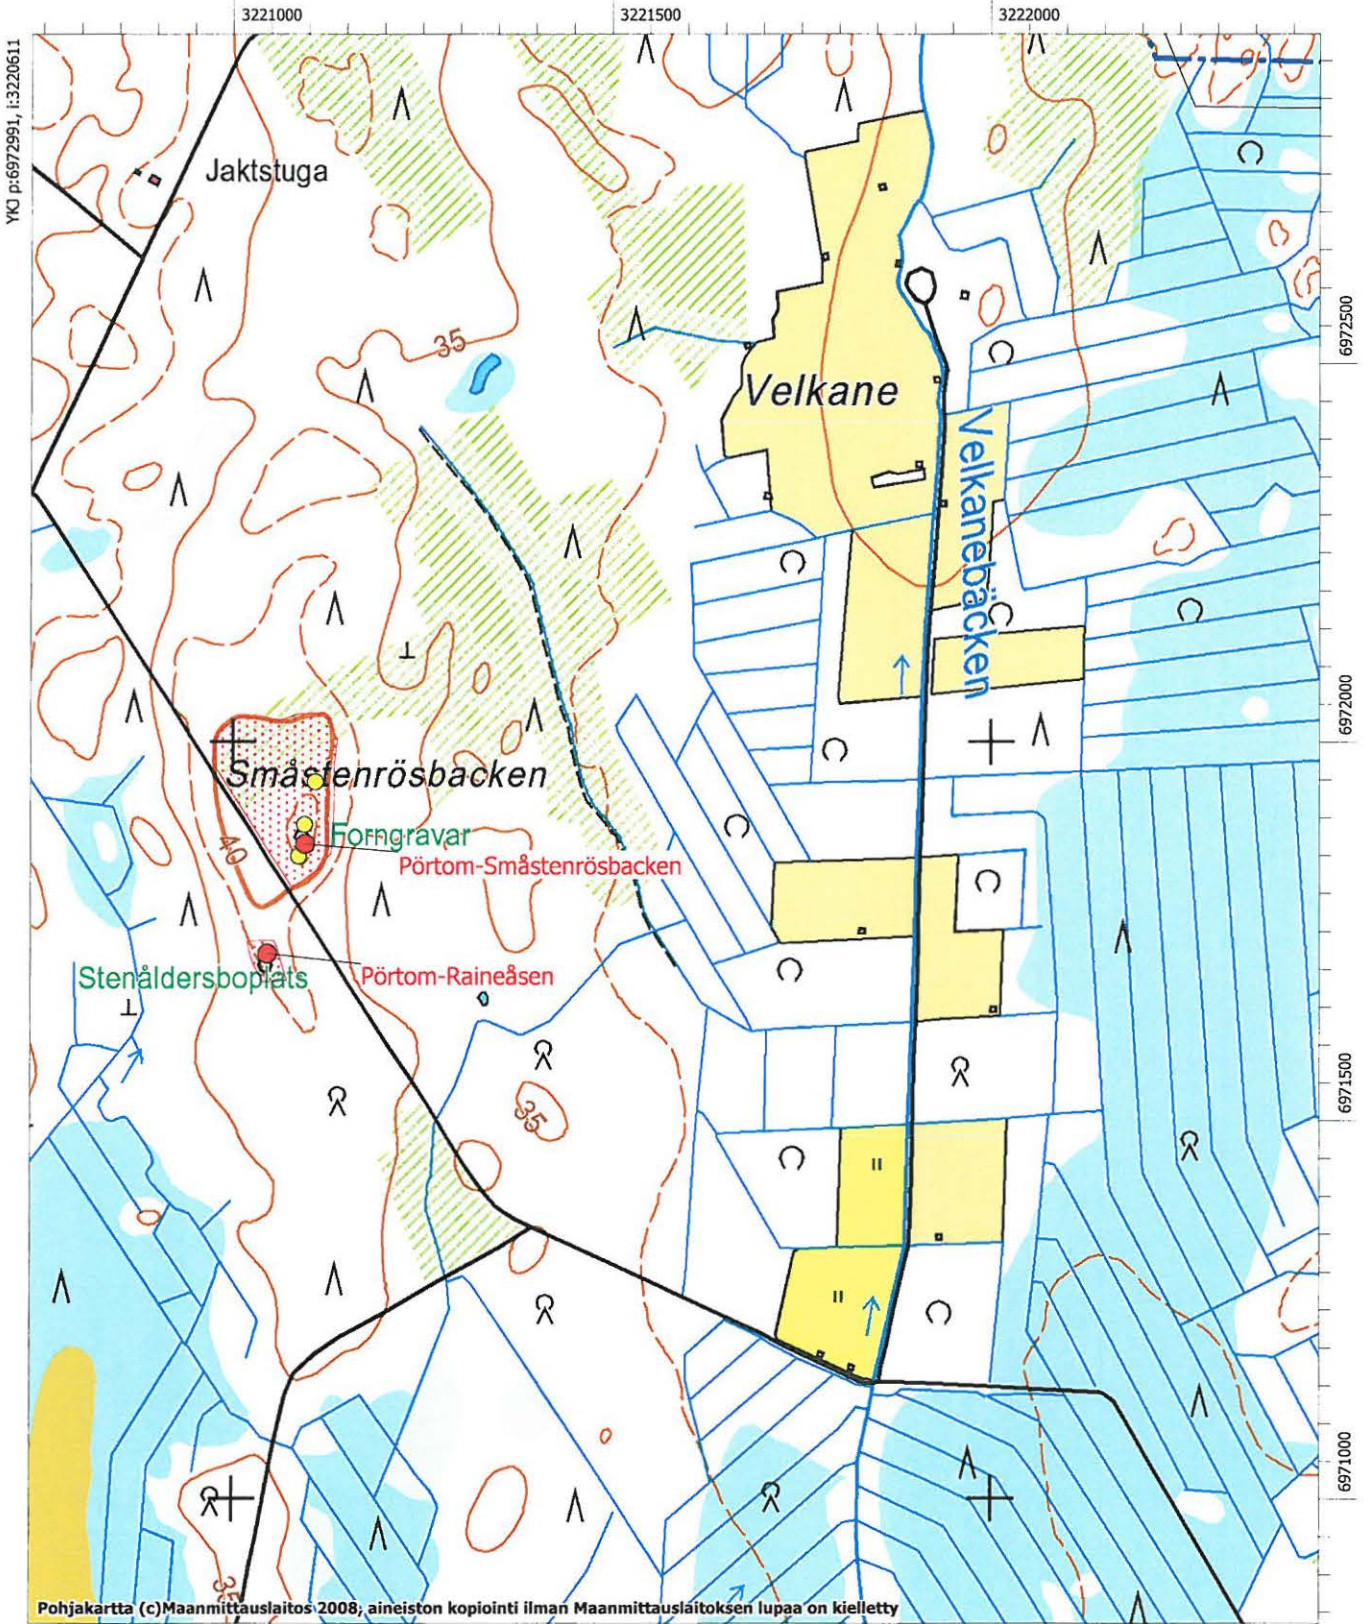 3221000
3221500
3222000
YKJ p:6972991, i:3220611
Jaktstuga
35
6972500
Velkane
Velkanebäcken
6972000
Småstenrösbacken
Forngravar
40
Pörtom-Småstenrösbacken
Stenåldersboplats
Pörtom-Raineåsen
35
6971500
6971000
35
Pohjakartta (c)Maanmittauslaitos 2008, aineiston kopiointi ilman Maanmittauslaitoksen lupaa on kielletty